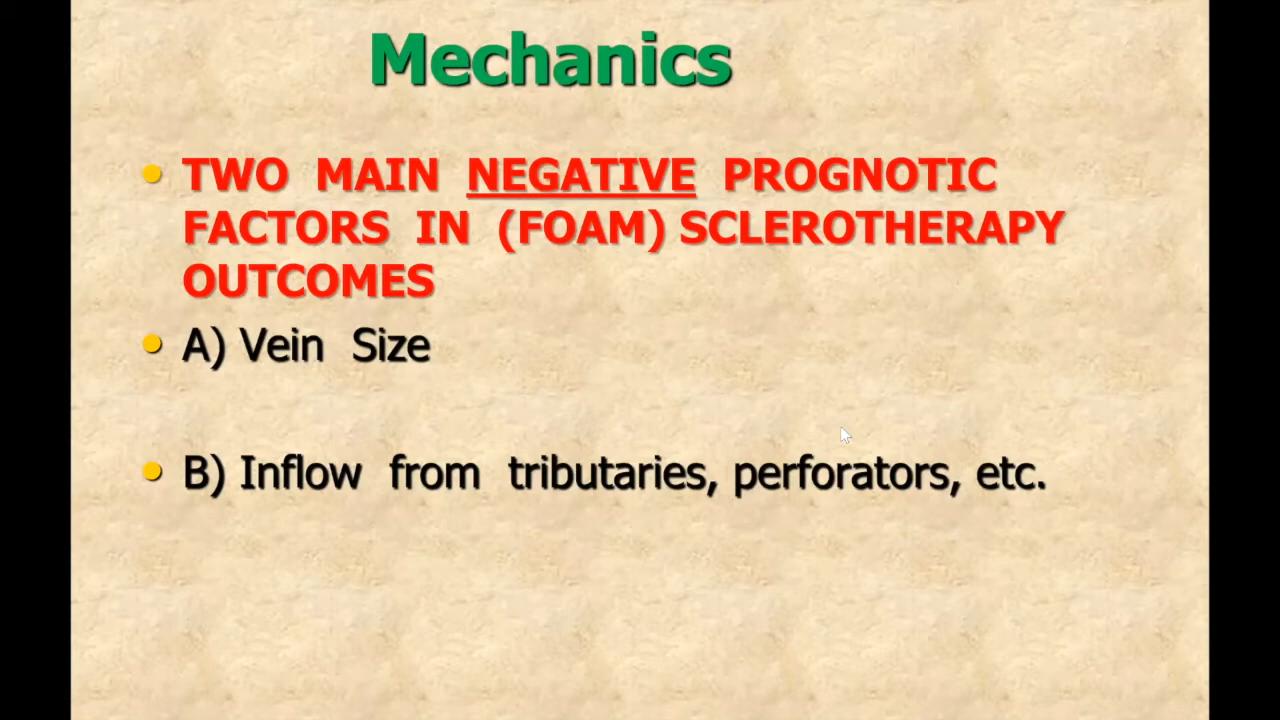 Mechanics
• TWO MAIN NEGATIVE PROGNOTIC
FACTORS IN (FOAM) SCLEROTHERAPY
OUTCOMES
• A) Vein Size
• B) Inflow from tributaries, perforators, etc.